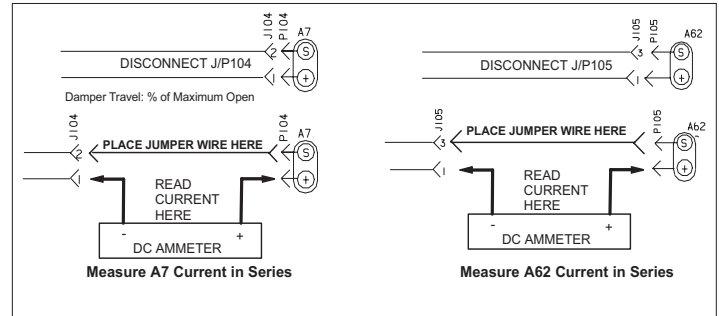 J104 P104 A7
2 S
DISCONNECT J/P104
1 +
Damper Travel: % of Maximum Open
J104 P104 A7
2 PLACE JUMPER WIRE HERE S
1 +
READ
CURRENT
HERE
- +
DC AMMETER
Measure A7 Current in Series
J105 P105 A62
3 S
DISCONNECT J/P105
1 +
J105 P105 A62
3 PLACE JUMPER WIRE HERE S
~
1 +
READ
CURRENT
HERE
- +
DC AMMETER
Measure A62 Current in Series